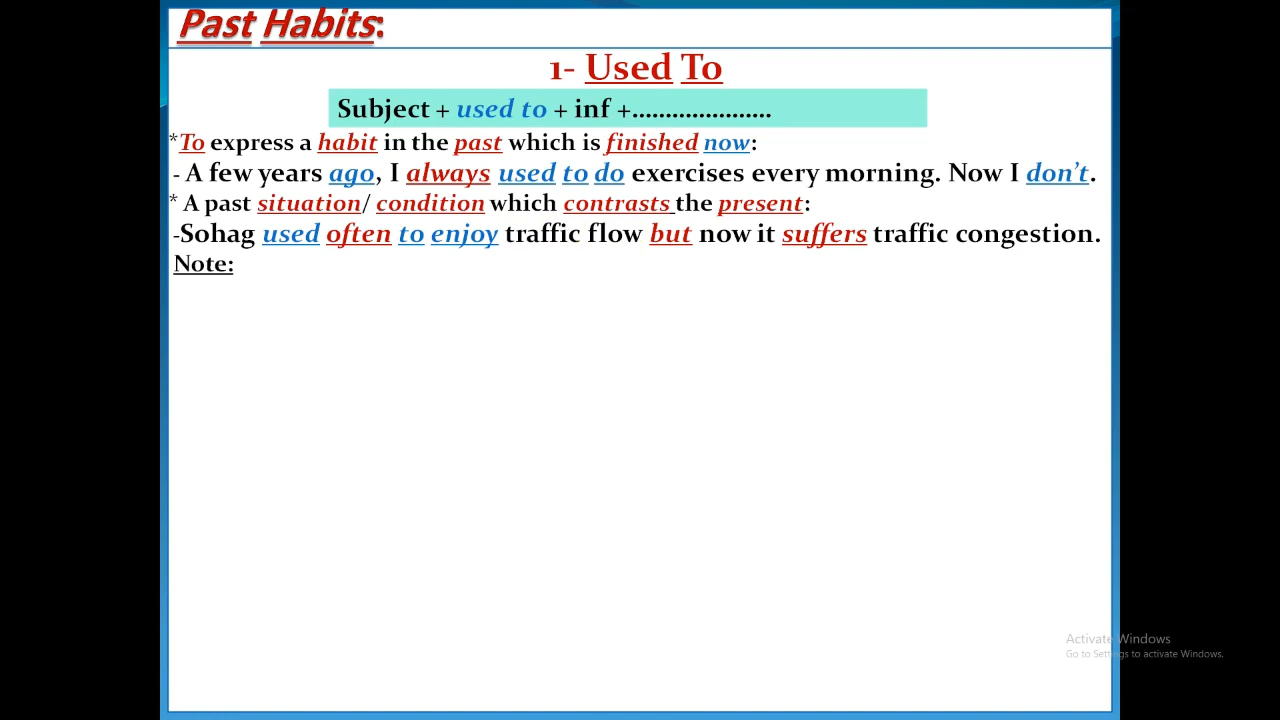 Past Habits:
1- Used To
Subject + used to + inf +.....................
*To express a habit in the past which is finished now:
- A few years ago, I always used to do exercises every morning. Now I don't.
* A past situation/ condition which contrasts the present:
-Sohag used often to enjoy traffic flow but now it suffers traffic congestion.
Note:
Activate Windows
Go to Settings to activate Windows.